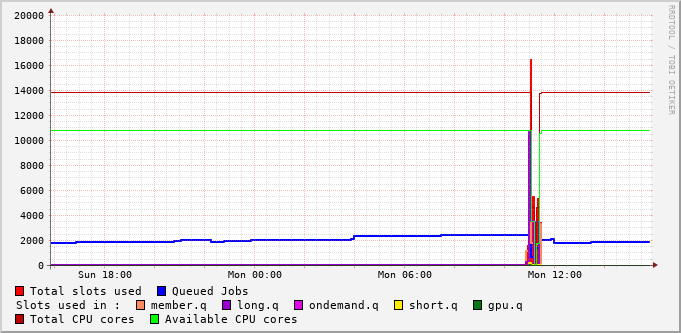 20000
18000
16000
14000
12000
10000
8000
6000
4000
2000
0
Sun 18:00 Mon 00:00 Mon 06:00 Mon 12:00
RRDTOOL / TOBI OETIKER
Total slots used Queued Jobs
Slots used in : member.q long.q ondemand.q short.q gpu.q
Total CPU cores Available CPU cores